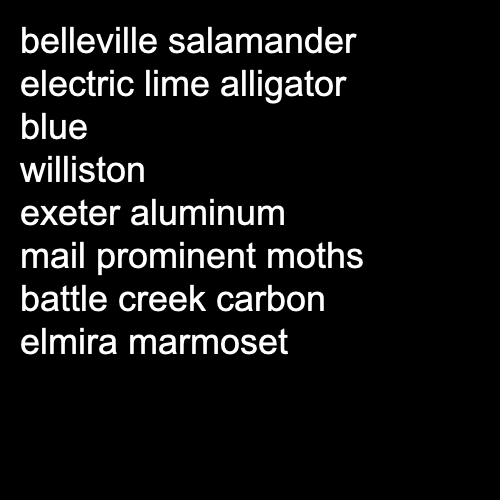 belleville salamander
electric lime alligator
blue
williston
exeter aluminum
mail prominent moths
battle creek carbon
elmira marmoset